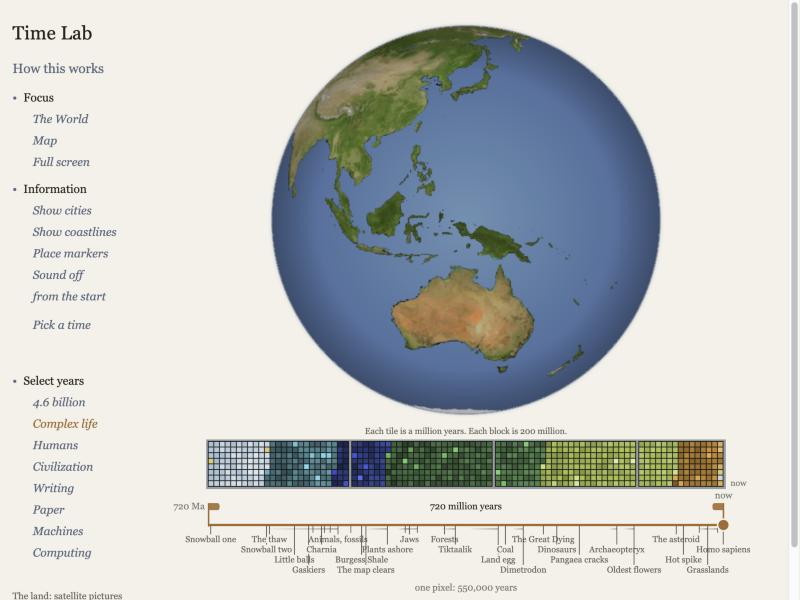 Time Lab
How this works
Focus
The World
Map
Full screen
Information
Show cities
Show coastlines
Place markers
Sound off
from the start
Pick a time
Select years
4.6 billion
Complex life
Humans
Civilization
Writing
Paper
Machines
Computing
The land: satellite pictures
Each tile is a million years. Each block is 200 million.
now
now
720 Ma
720 million years
Snowball one The thaw Animals, fossils Jaws Forests The Great Dying The asteroid
Snowball two Charnia Plants ashore Tiktaalik Coal Dinosaurs Archaeopteryx Homo sapiens
Little balls Burgess Shale Land egg Pangaea cracks Hot spike
Gaskiers The map clears Dimetrodon Oldest flowers Grasslands
one pixel: 550,000 years